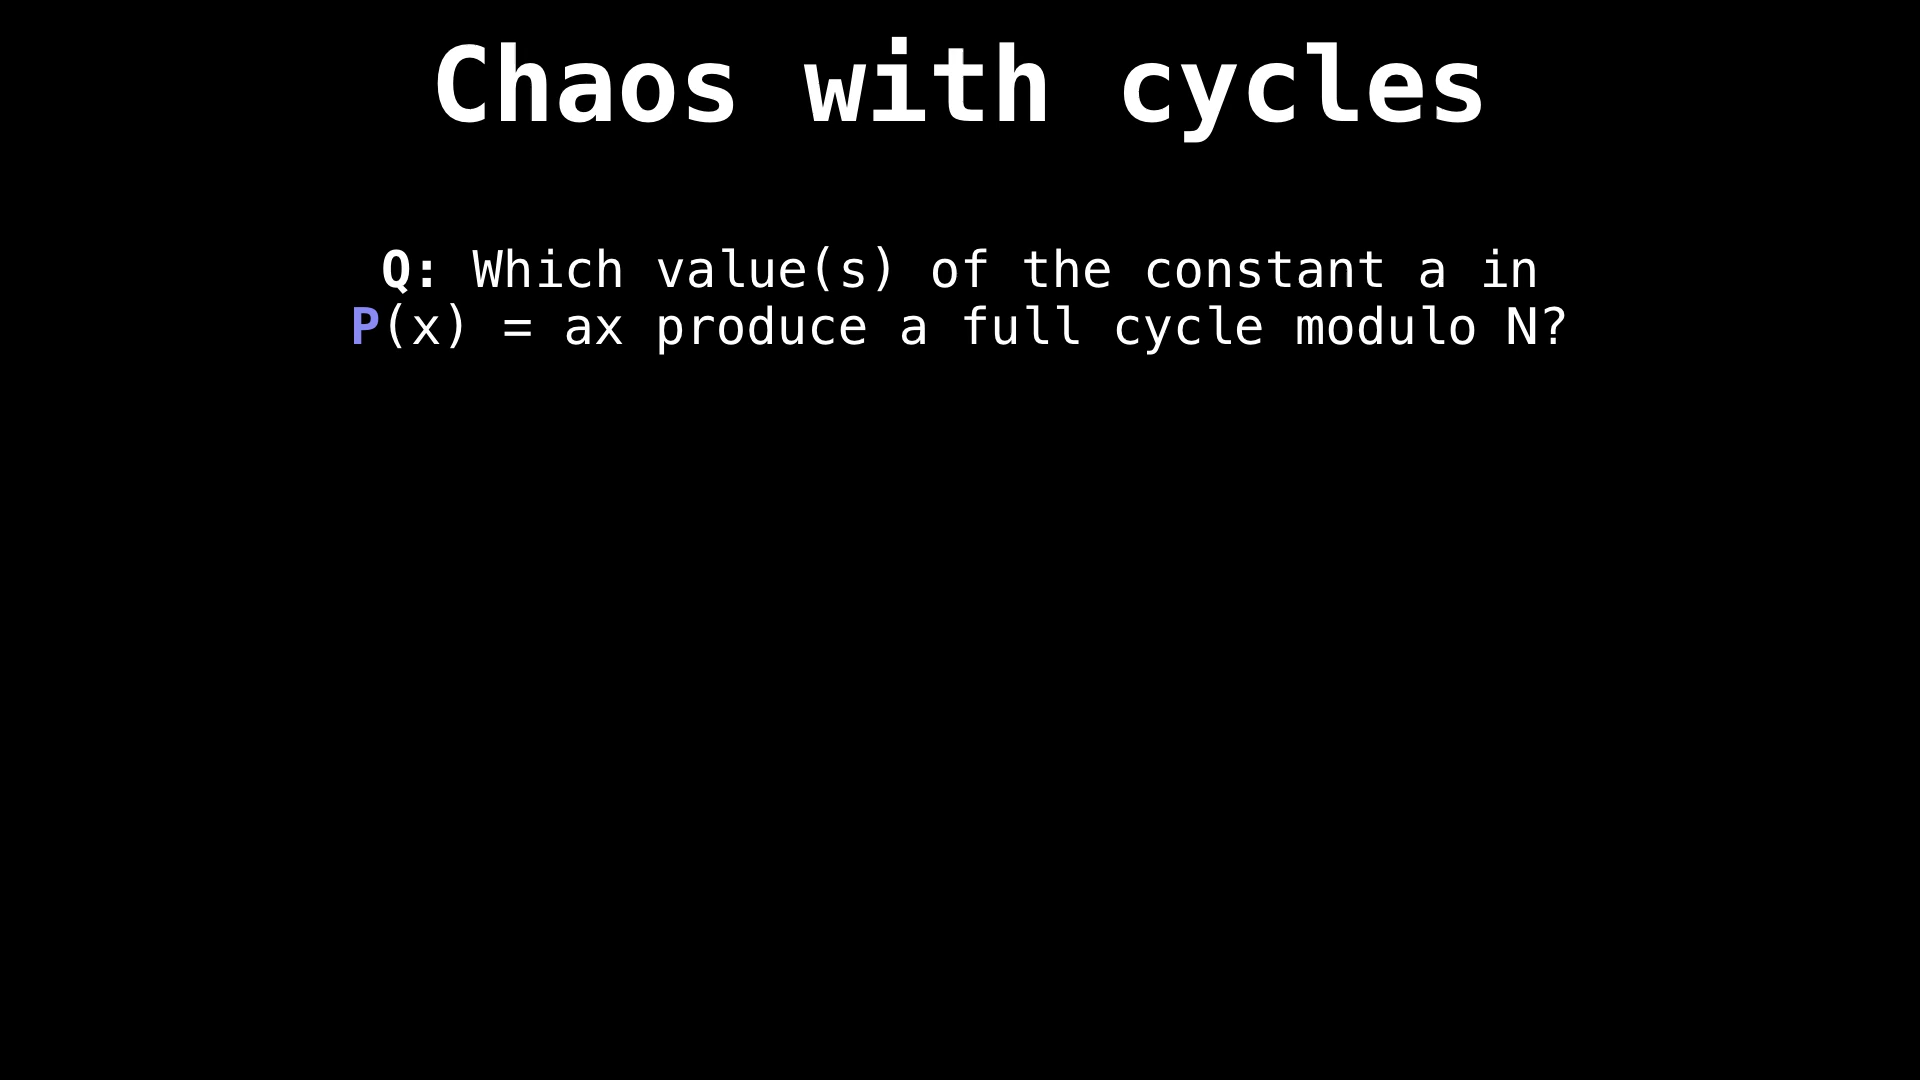 Chaos with cycles
Q: Which value(s) of the constant a in
P(x) = ax produce a full cycle modulo N?